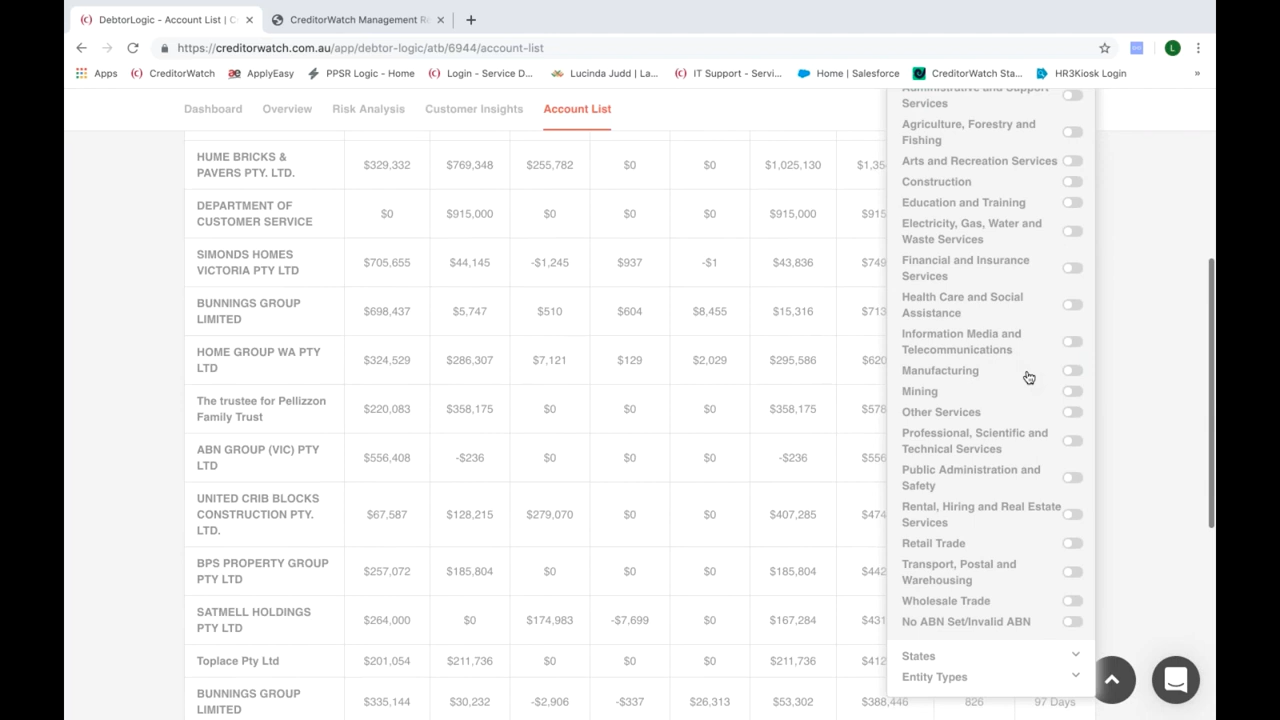 DebtorLogic - Account List | C
CreditorWatch Management Re
https://creditorwatch.com.au/app/debtor-logic/atb/6944/account-list
L
Apps
CreditorWatch
ApplyEasy
PPSR Logic - Home
Login - Service D...
Lucinda Judd | La...
IT Support - Servi...
Home | Salesforce
CreditorWatch Sta...
HR3Kiosk Login
»
Dashboard
Overview
Risk Analysis
Customer Insights
Account List
HUME BRICKS &
PAVERS PTY. LTD.
$329,332
$769,348
$255,782
$0
$0
$1,025,130
$1,35
DEPARTMENT OF
CUSTOMER SERVICE
$0
$915,000
$0
$0
$0
$915,000
$915
SIMONDS HOMES
VICTORIA PTY LTD
$705,655
$44,145
-$1,245
$937
-$1
$43,836
$749
BUNNINGS GROUP
LIMITED
$698,437
$5,747
$510
$604
$8,455
$15,316
$713
HOME GROUP WA PTY
LTD
$324,529
$286,307
$7,121
$129
$2,029
$295,586
$620
The trustee for Pellizzon
Family Trust
$220,083
$358,175
$0
$0
$0
$358,175
$578
ABN GROUP (VIC) PTY
LTD
$556,408
-$236
$0
$0
$0
-$236
$556
UNITED CRIB BLOCKS
CONSTRUCTION PTY.
LTD.
$67,587
$128,215
$279,070
$0
$0
$407,285
$474
BPS PROPERTY GROUP
PTY LTD
$257,072
$185,804
$0
$0
$0
$185,804
$442
SATMELL HOLDINGS
PTY LTD
$264,000
$0
$174,983
-$7,699
$0
$167,284
$431
Toplace Pty Ltd
$201,054
$211,736
$0
$0
$0
$211,736
$412
BUNNINGS GROUP
LIMITED
$335,144
$30,232
-$2,906
-$337
$26,313
$53,302
$388,446
826
97 Days
Administrative and Support
Services
Agriculture, Forestry and
Fishing
Arts and Recreation Services
Construction
Education and Training
Electricity, Gas, Water and
Waste Services
Financial and Insurance
Services
Health Care and Social
Assistance
Information Media and
Telecommunications
Manufacturing
Mining
Other Services
Professional, Scientific and
Technical Services
Public Administration and
Safety
Rental, Hiring and Real Estate
Services
Retail Trade
Transport, Postal and
Warehousing
Wholesale Trade
No ABN Set/Invalid ABN
States
Entity Types